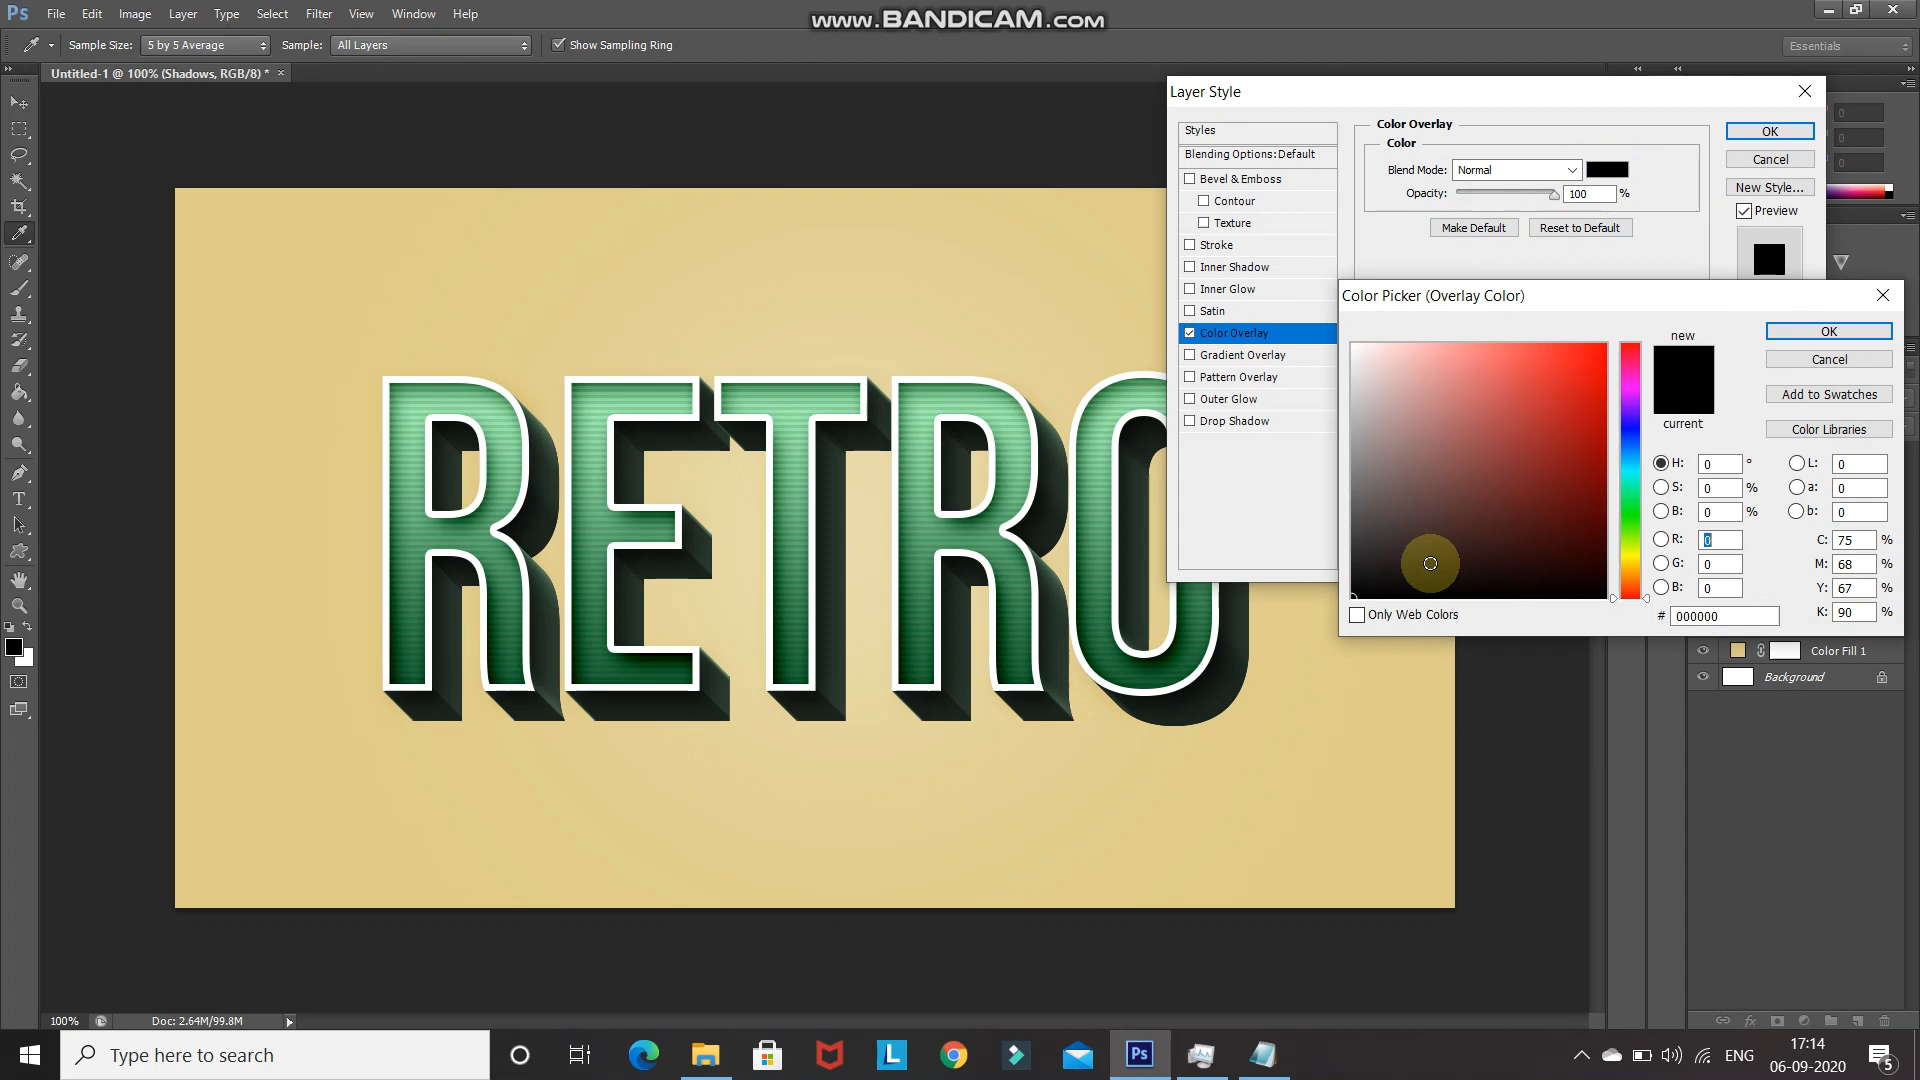 Ps File Edit Image Layer Type Select Filter View Window Help
www.BANDICAM.com
Sample Size: 5 by 5 Average Sample: All Layers Show Sampling Ring
Essentials
Untitled-1 @ 100% (Shadows, RGB/8) *
Layer Style
Styles
Blending Options: Default
Bevel & Emboss
Contour
Texture
Stroke
Inner Shadow
Inner Glow
Satin
Color Overlay
Gradient Overlay
Pattern Overlay
Outer Glow
Drop Shadow
Color Overlay
Color
Blend Mode: Normal
Opacity: 100 %
Make Default Reset to Default
OK
Cancel
New Style...
Preview
0
0
0
RETRO
Color Picker (Overlay Color)
new
current
OK
Cancel
Add to Swatches
Color Libraries
H: 0 ° L: 0
S: 0 % a: 0
B: 0 % b: 0
R: 0 C: 75 %
G: 0 M: 68 %
B: 0 Y: 67 %
# 000000 K: 90 %
Only Web Colors
Color Fill 1
Background
fx
100% Doc: 2.64M/99.8M
Type here to search
L
Ps
ENG
17:14
06-09-2020
5